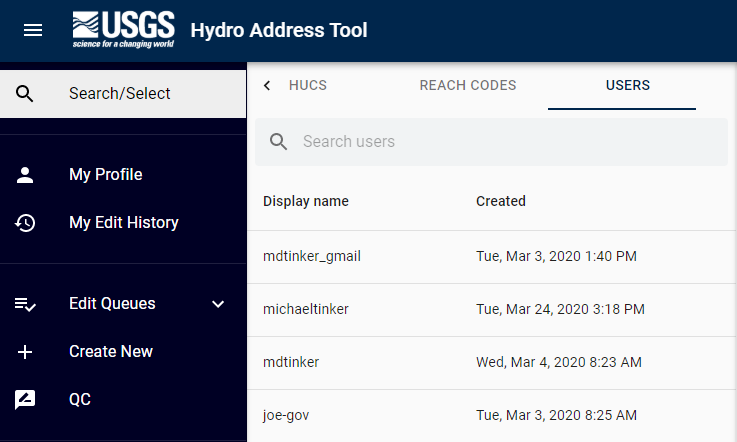 USGS
science for a changing world
Hydro Address Tool
Search/Select
My Profile
My Edit History
Edit Queues
Create New
QC
HUCS REACH CODES USERS
Search users
Display name Created
mdtinker_gmail Tue, Mar 3, 2020 1:40 PM
michaeltinker Tue, Mar 24, 2020 3:18 PM
mdtinker Wed, Mar 4, 2020 8:23 AM
joe-gov Tue, Mar 3, 2020 8:25 AM